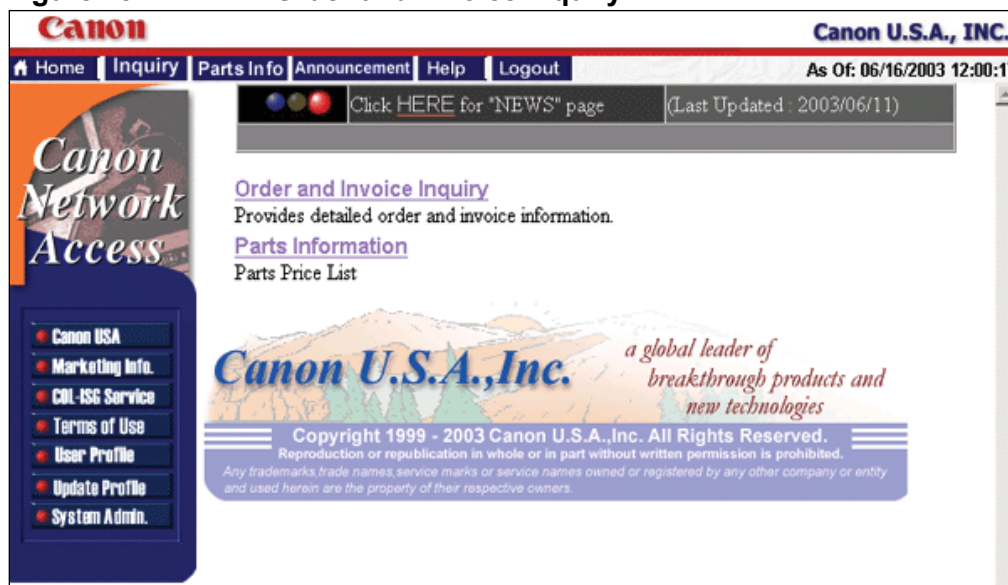 Canon
Canon U.S.A., INC.
Home Inquiry Parts Info Announcement Help Logout
As Of: 06/16/2003 12:00:1
Click HERE for "NEWS" page (Last Updated : 2003/06/11)
Canon
Network
Access
Order and Invoice Inquiry
Provides detailed order and invoice information.
Parts Information
Parts Price List
Canon USA
Marketing Info.
COL-ISG Service
Terms of Use
User Profile
Update Profile
System Admin.
Canon U.S.A.,Inc.
a global leader of
breakthrough products and
new technologies
Copyright 1999 - 2003 Canon U.S.A.,Inc. All Rights Reserved.
Reproduction or republication in whole or in part without written permission is prohibited.
Any trademarks,trade names,service marks or service names owned or registered by any other company or entity
and used herein are the property of their respective owners.